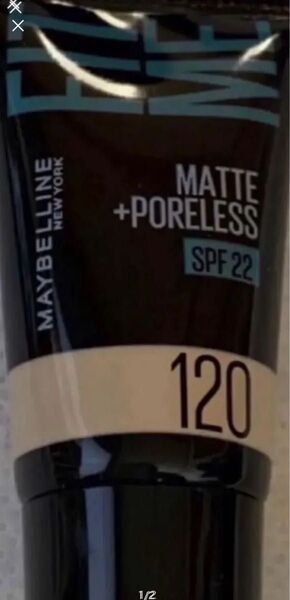 FIT
ME
MAYBELLINE
NEW YORK
MATTE
+PORELESS
SPF 22
120
1/2